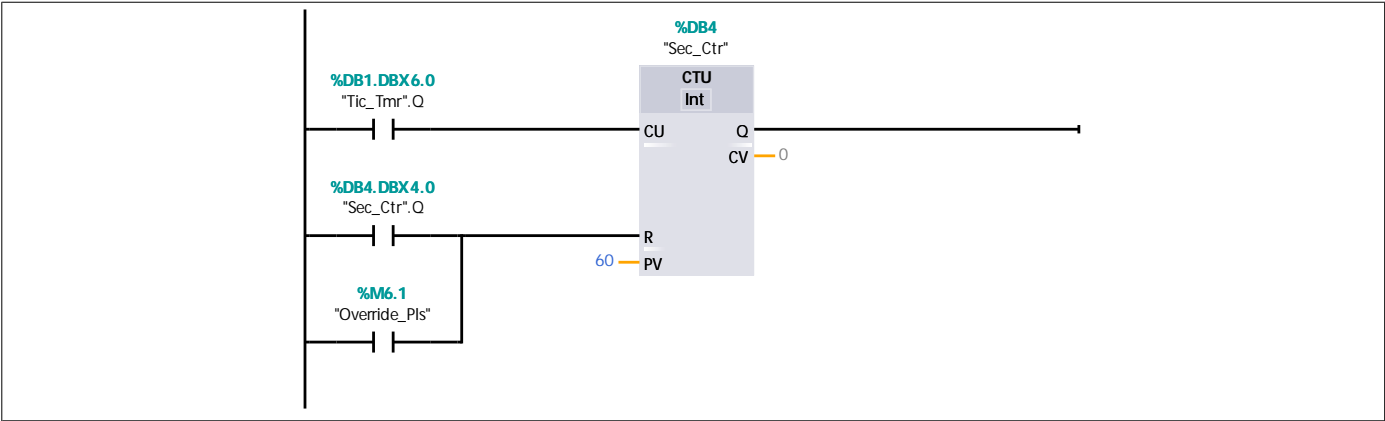 %DB4
"Sec_Ctr"
%DB1.DBX6.0
"Tic_Tmr".Q
CTU
Int
CU
Q
CV
0
%DB4.DBX4.0
"Sec_Ctr".Q
R
60
PV
%M6.1
"Override_Pls"